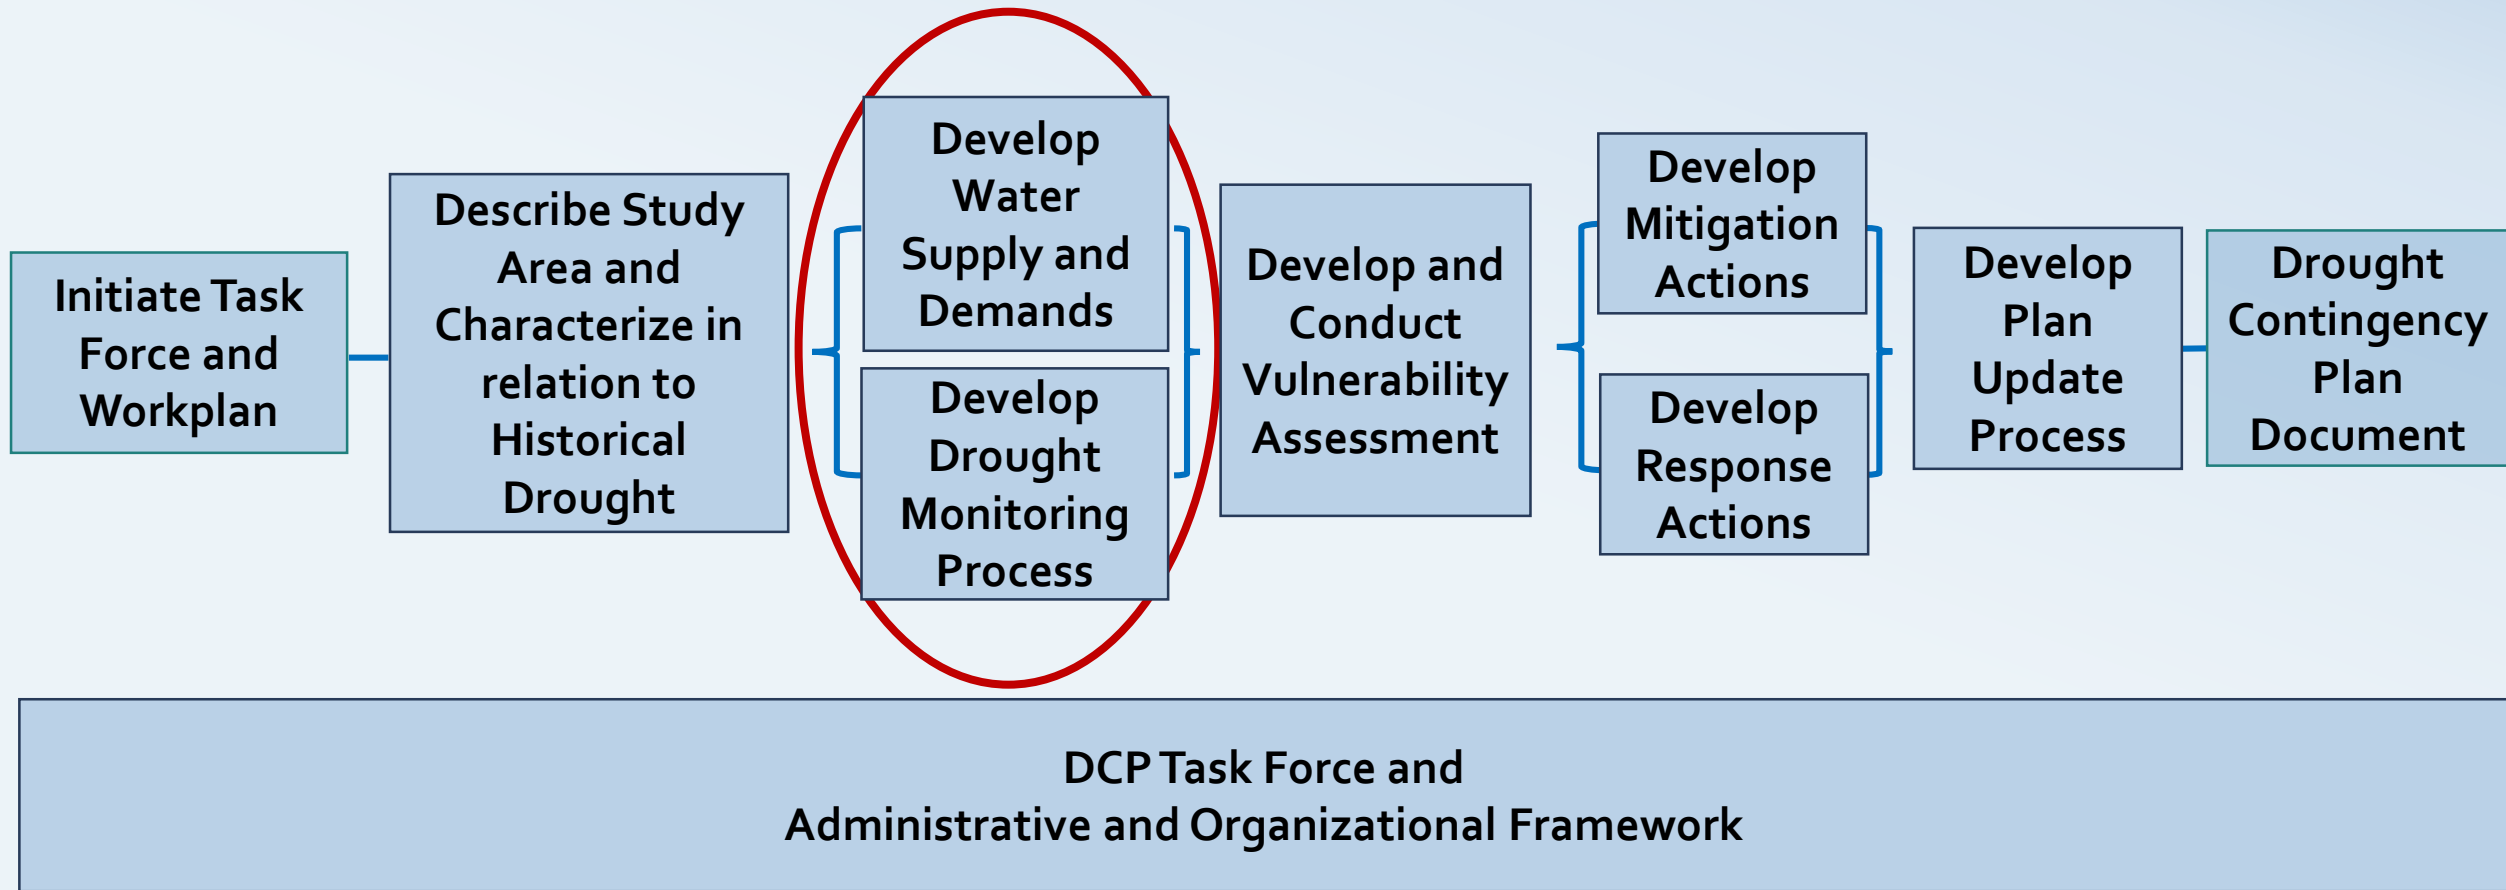 Initiate Task
Force and
Workplan
Describe Study
Area and
Characterize in
relation to
Historical
Drought
Develop
Water
Supply and
Demands
Develop
Drought
Monitoring
Process
Develop and
Conduct
Vulnerability
Assessment
Develop
Mitigation
Actions
Develop
Response
Actions
Develop
Plan
Update
Process
Drought
Contingency
Plan
Document
DCP Task Force and
Administrative and Organizational Framework